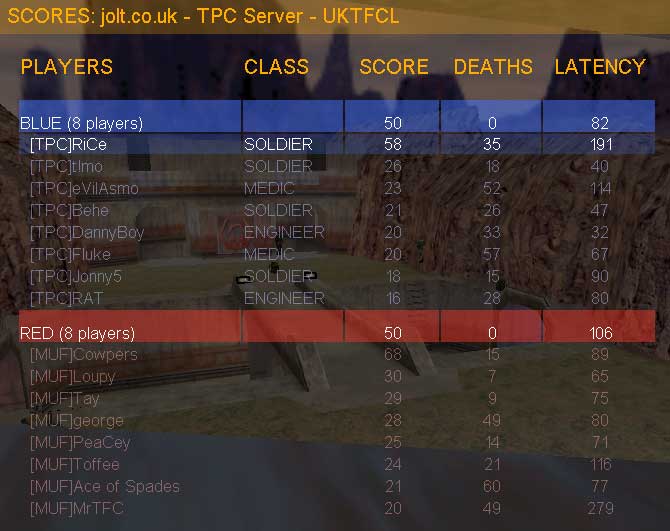 SCORES: jolt.co.uk - TPC Server - UKTFCL
PLAYERS CLASS SCORE DEATHS LATENCY
BLUE (8 players) 50 0 82
[TPC]RiCe SOLDIER 58 35 191
[TPC]tImo SOLDIER 26 18 40
[TPC]eVilAsmo MEDIC 23 52 114
[TPC]Behe SOLDIER 21 26 47
[TPC]DannyBoy ENGINEER 20 33 32
[TPC]Fluke MEDIC 20 57 67
[TPC]Jonny5 SOLDIER 18 15 90
[TPC]RAT ENGINEER 16 28 80
RED (8 players) 50 0 106
[MUF]Cowpers 68 15 89
[MUF]Loupy 30 7 65
[MUF]Tay 29 9 75
[MUF]george 28 49 80
[MUF]PeaCey 25 14 71
[MUF]Toffee 24 21 116
[MUF]Ace of Spades 21 60 77
[MUF]MrTFC 20 49 279